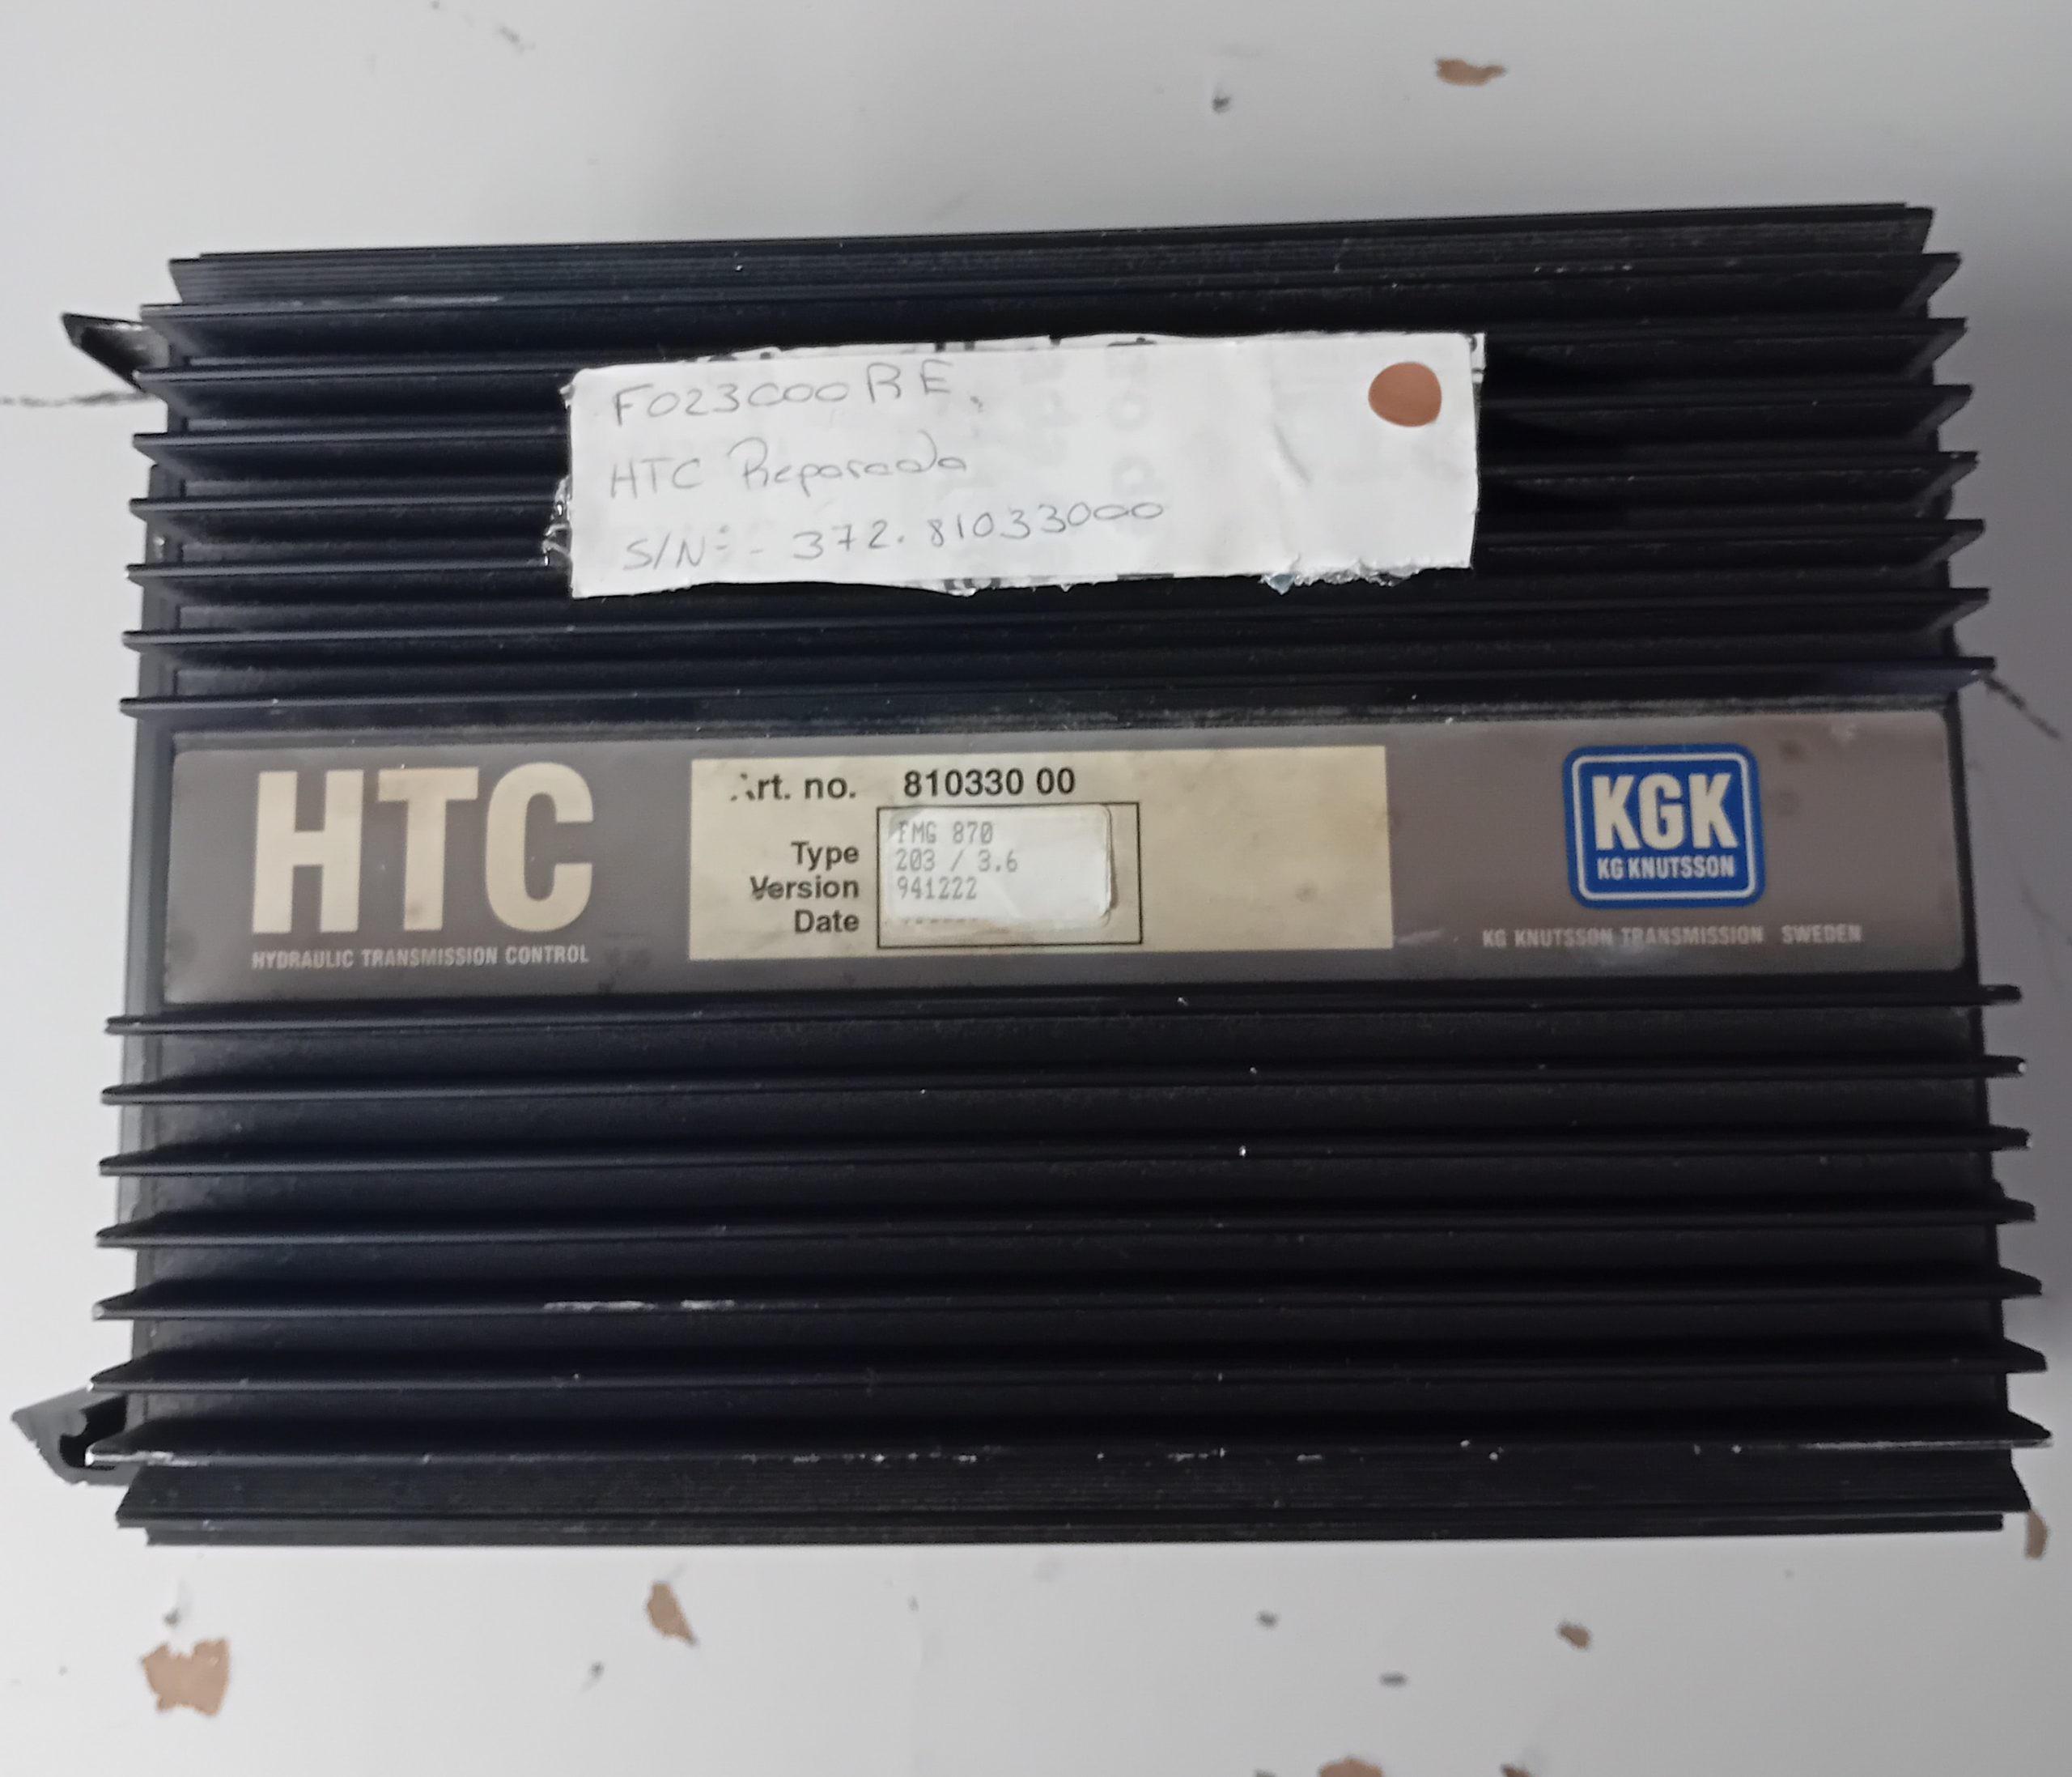 F023C00BE.
HTC Reparada
S/N:- 372.81033000
HTC
HYDRAULIC TRANSMISSION CONTROL
Art. no. 810330 00
Type
Version
Date
FMG 870
203 / 3.6
941222
KGK
KG KNUTSSON
KG KNUTSSON TRANSMISSION SWEDEN